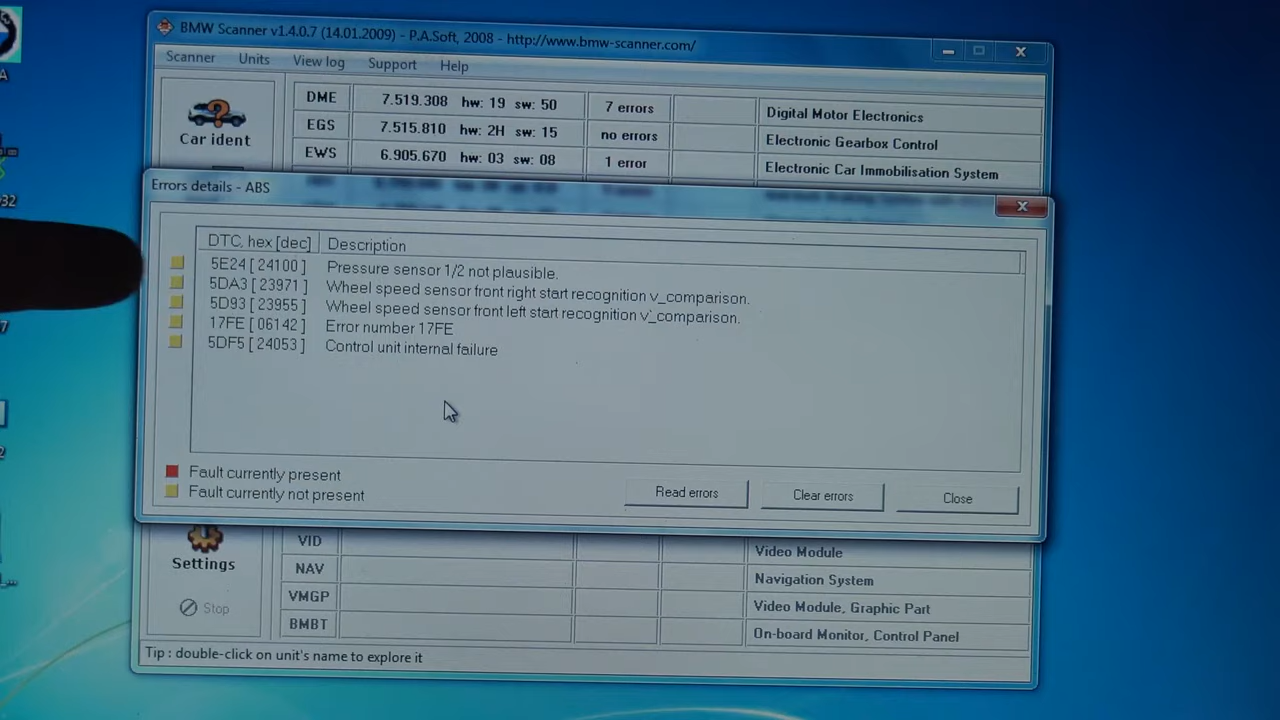 BMW Scanner v1.4.0.7 (14.01.2009) - P.A.Soft, 2008 - http://www.bmw-scanner.com/
Scanner Units View log Support Help
Car ident
DME 7.519.308 hw: 19 sw: 50 7 errors Digital Motor Electronics
EGS 7.515.810 hw: 2H sw: 15 no errors Electronic Gearbox Control
EWS 6.905.670 hw: 03 sw: 08 1 error Electronic Car Immobilisation System
Errors details - ABS
DTC, hex [dec] Description
5E24 [ 24100 ] Pressure sensor 1/2 not plausible.
5DA3 [ 23971 ] Wheel speed sensor front right start recognition v_comparison.
5D93 [ 23955 ] Wheel speed sensor front left start recognition v_comparison.
17FE [ 06142 ] Error number 17FE
5DF5 [ 24053 ] Control unit internal failure
Fault currently present
Fault currently not present
Read errors Clear errors Close
Settings
Stop
VID Video Module
NAV Navigation System
VMGP Video Module, Graphic Part
BMBT On-board Monitor, Control Panel
Tip : double-click on unit's name to explore it